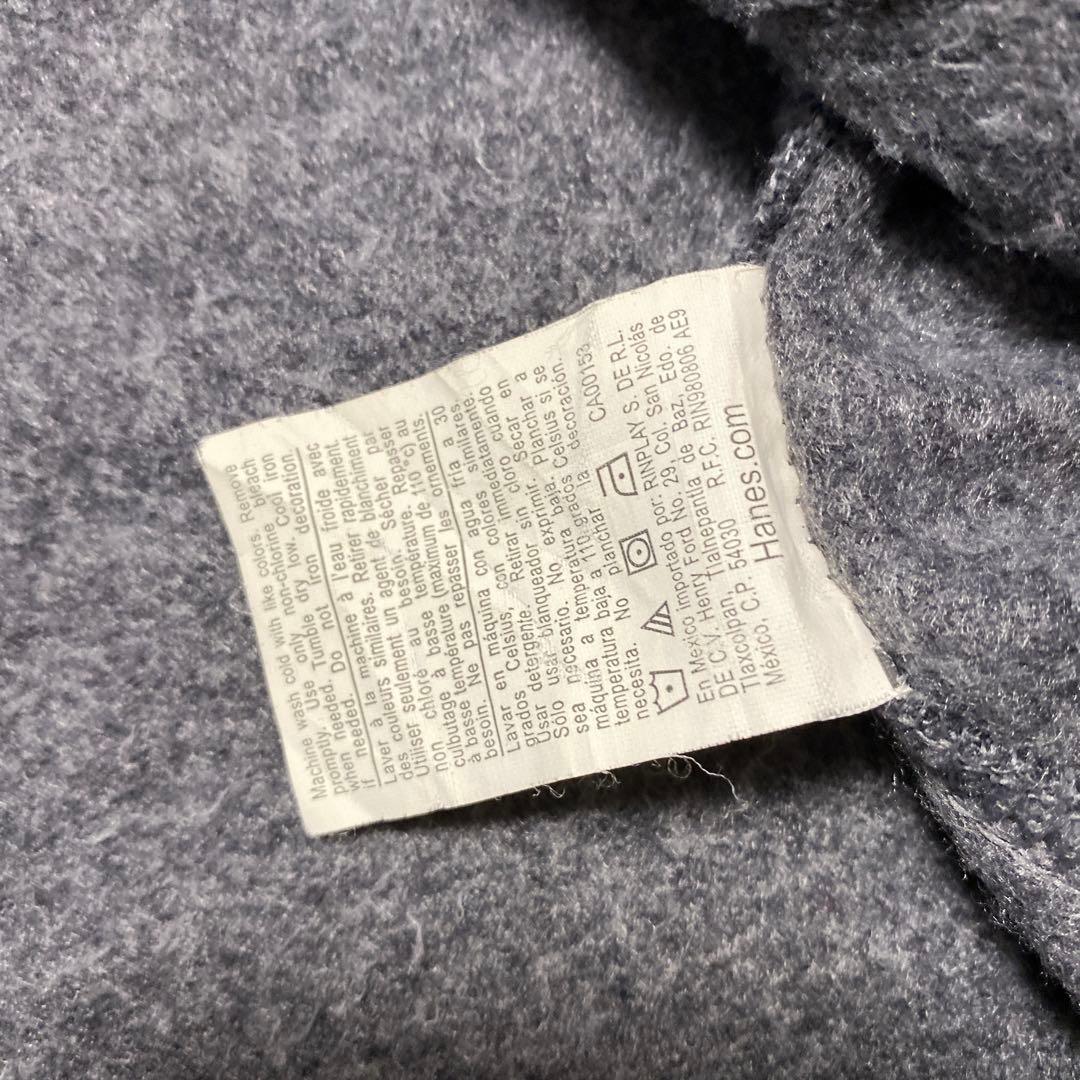 Machine wash cold with like colors. Remove
promptly. Use only non-chlorine bleach
when needed. Tumble dry low. Cool Iron
if needed. Do not Iron decoration.
Laver à la machine à l'eau froide avec
des couleurs similaires. Retirer rapidement.
Utiliser seulement un agent de blanchiment
non chloré au besoin. Sécher par
culbutage à basse température. Repasser
à basse température (maximum de 110 °c) au
besoin. Ne pas repasser les ornements.
Lavar en máquina con agua fría a 30
grados Celsius, con colores similares.
Usar detergente. Retirar inmediatamente.
Sólo usar blanqueador sin cloro cuando
sea necesario. No exprimir. Secar en
máquina a temperatura baja. Planchar a
temperatura baja a 110 grados Celsius si se
necesita. No planchar la decoración.
CA00153
En México Importado por: RINPLAY S. DE R.L.
DE C.V. Henry Ford No. 29, Col. San Nicolás
Tlaxcolpan, Tlalnepantla de Baz, Edo. de
México, C.P. 54030 R.F.C. RIN980806 AE9
Hanes.com